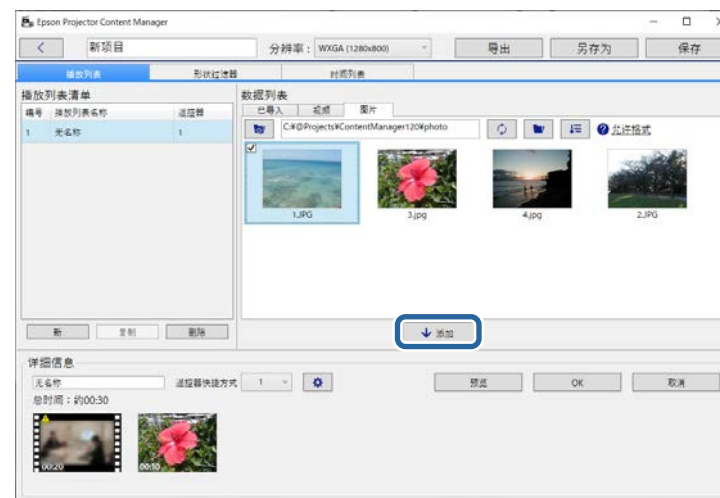 Epson Projector Content Manager
新项目
分辨率： WXGA (1280x800)
导出 另存为 保存
播放列表 形状过滤器 时间列表
播放列表清单
编号 播放列表名称 遥控器
1 无名称 1
新 复制 删除
数据列表
已导入 视频 图片
C:¥@Projects¥ContentManager120¥photo
允许格式
1.JPG 3.jpg 4.jpg 2.JPG
添加
详细信息
无名称 遥控器快捷方式 1
预览 OK 取消
总时间：约00:30
00:20 00:10